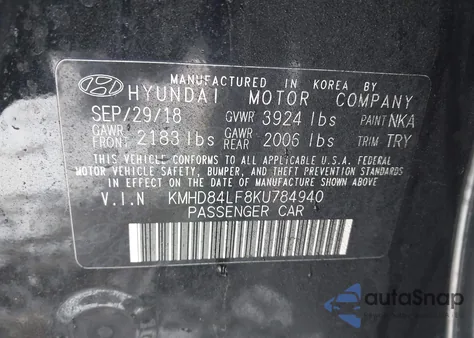 MANUFACTURED IN KOREA BY
HYUNDAI MOTOR COMPANY
SEP/29/18 GVWR 3924 lbs PAINT NKA
GAWR FRONT 2183 lbs GAWR REAR 2006 lbs TRIM TRY
THIS VEHICLE CONFORMS TO ALL APPLICABLE U.S.A. FEDERAL
MOTOR VEHICLE SAFETY, BUMPER, AND THEFT PREVENTION STANDARDS
IN EFFECT ON THE DATE OF MANUFACTURE SHOWN ABOVE.
V.I.N KMHD84LF8KU784940
PASSENGER CAR
autoSnap